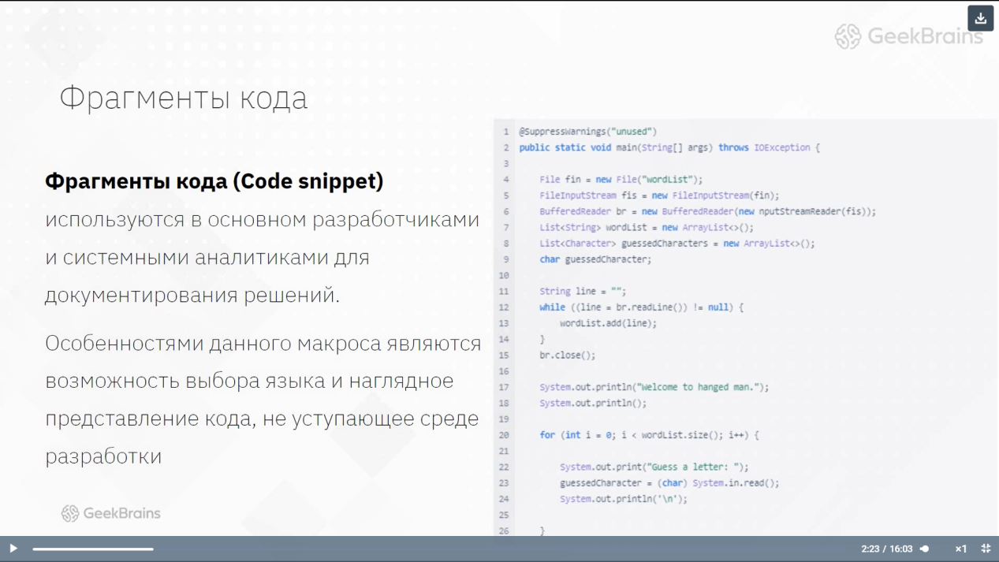 GeekBrains
Фрагменты кода
Фрагменты кода (Code snippet)
используются в основном разработчиками
и системными аналитиками для
документирования решений.
Особенностями данного макроса являются
возможность выбора языка и наглядное
представление кода, не уступающее среде
разработки
GeekBrains
1 @SuppressWarnings("unused")
2 public static void main(String[] args) throws IOException {
3
4 File fin = new File("wordList");
5 FileInputStream fis = new FileInputStream(fin);
6 BufferedReader br = new BufferedReader(new nputStreamReader(fis));
7 List<String> wordList = new ArrayList<>();
8 List<Character> guessedCharacters = new ArrayList<>();
9 char guessedCharacter;
10
11 String line = "";
12 while ((line = br.readLine()) != null) {
13 wordList.add(line);
14 }
15 br.close();
16
17 System.out.println("Welcome to hanged man.");
18 System.out.println();
19
20 for (int i = 0; i < wordList.size(); i++) {
21
22 System.out.print("Guess a letter: ");
23 guessedCharacter = (char) System.in.read();
24 System.out.println('\n');
25
26 }
2:23 / 16:03 ×1